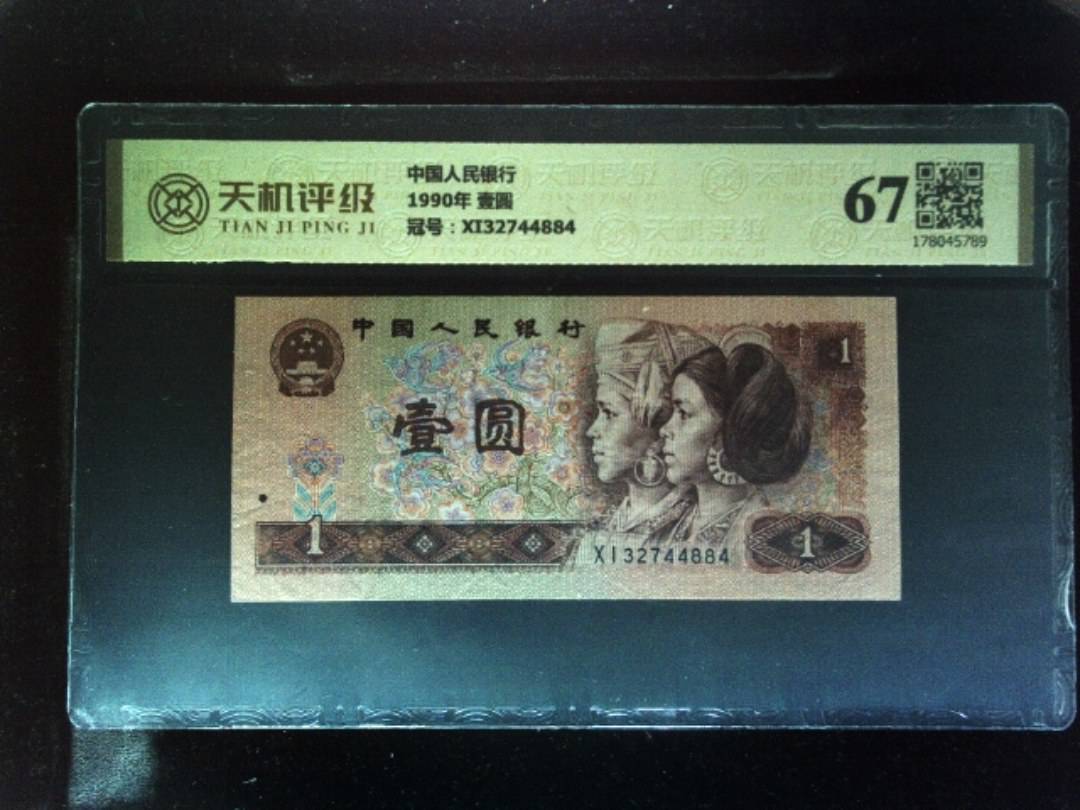 天机评级
TIAN JI PING JI
中国人民银行
1990年 壹圆
冠号：XI32744884
67
178045789
中国人民银行
1
壹圆
1
XI32744884
1